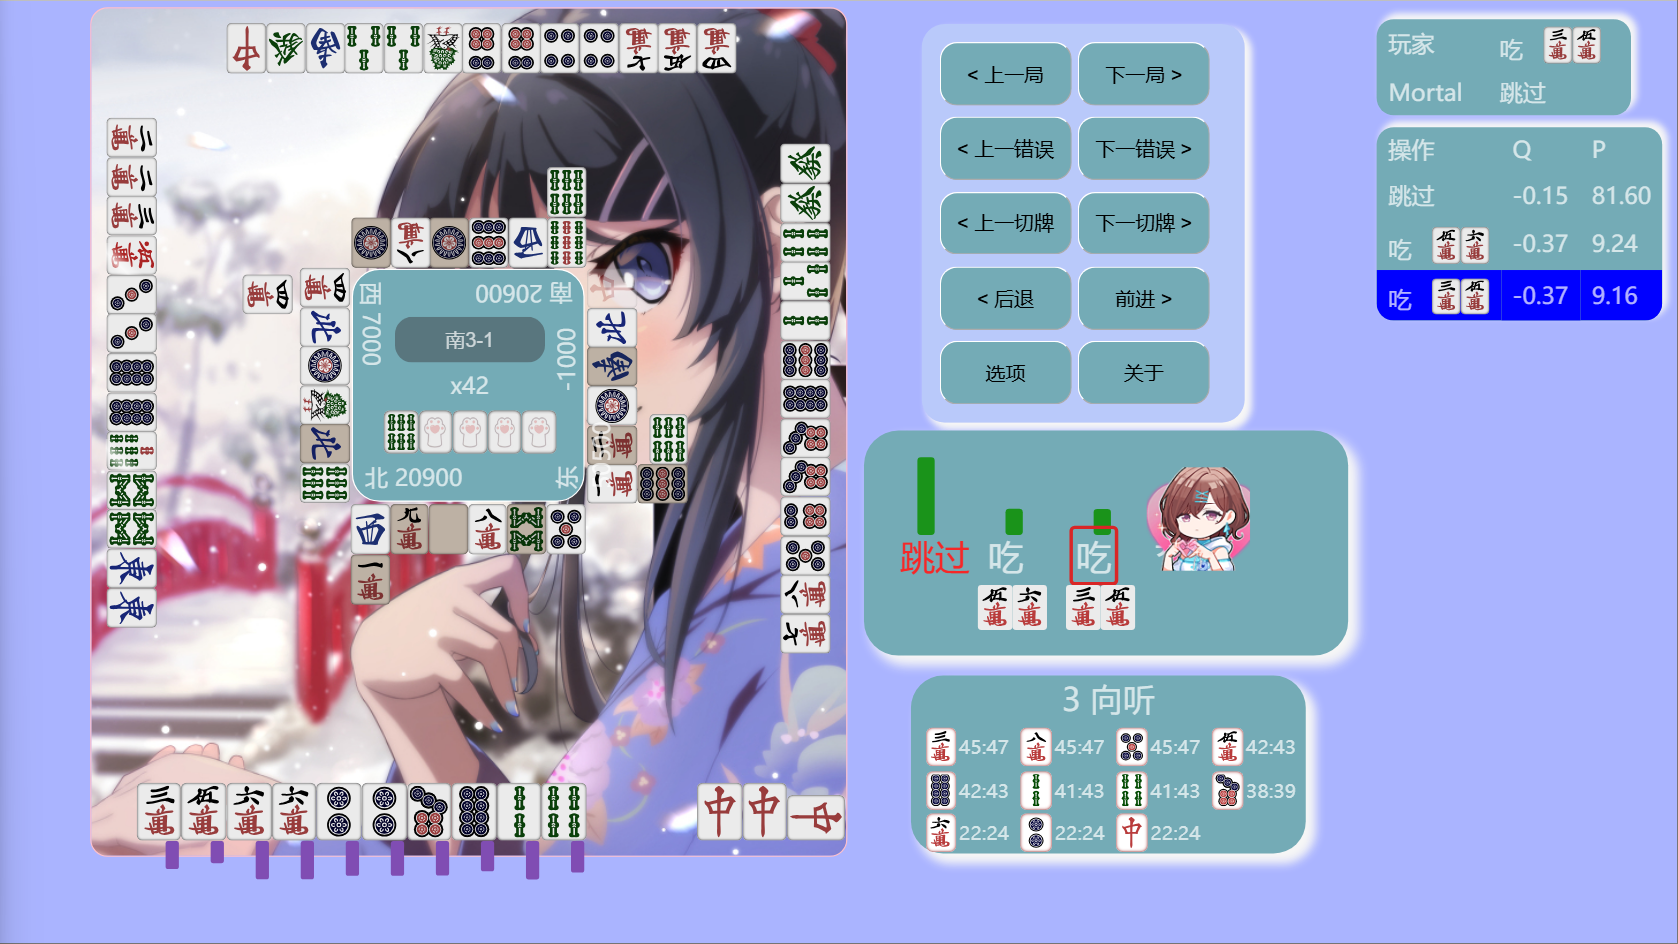 < 上一局
下一局 >
< 上一错误
下一错误 >
< 上一切牌
下一切牌 >
< 后退
前进 >
选项
关于
玩家 吃
Mortal 跳过
操作 Q P
跳过 -0.15 81.60
吃 -0.37 9.24
吃 -0.37 9.16
南 20900
西 7000
南3-1
-1000
x42
北 20900
东
跳过 吃 吃
3 向听
45:47 45:47 45:47 42:43
42:43 41:43 41:43 38:39
22:24 22:24 22:24